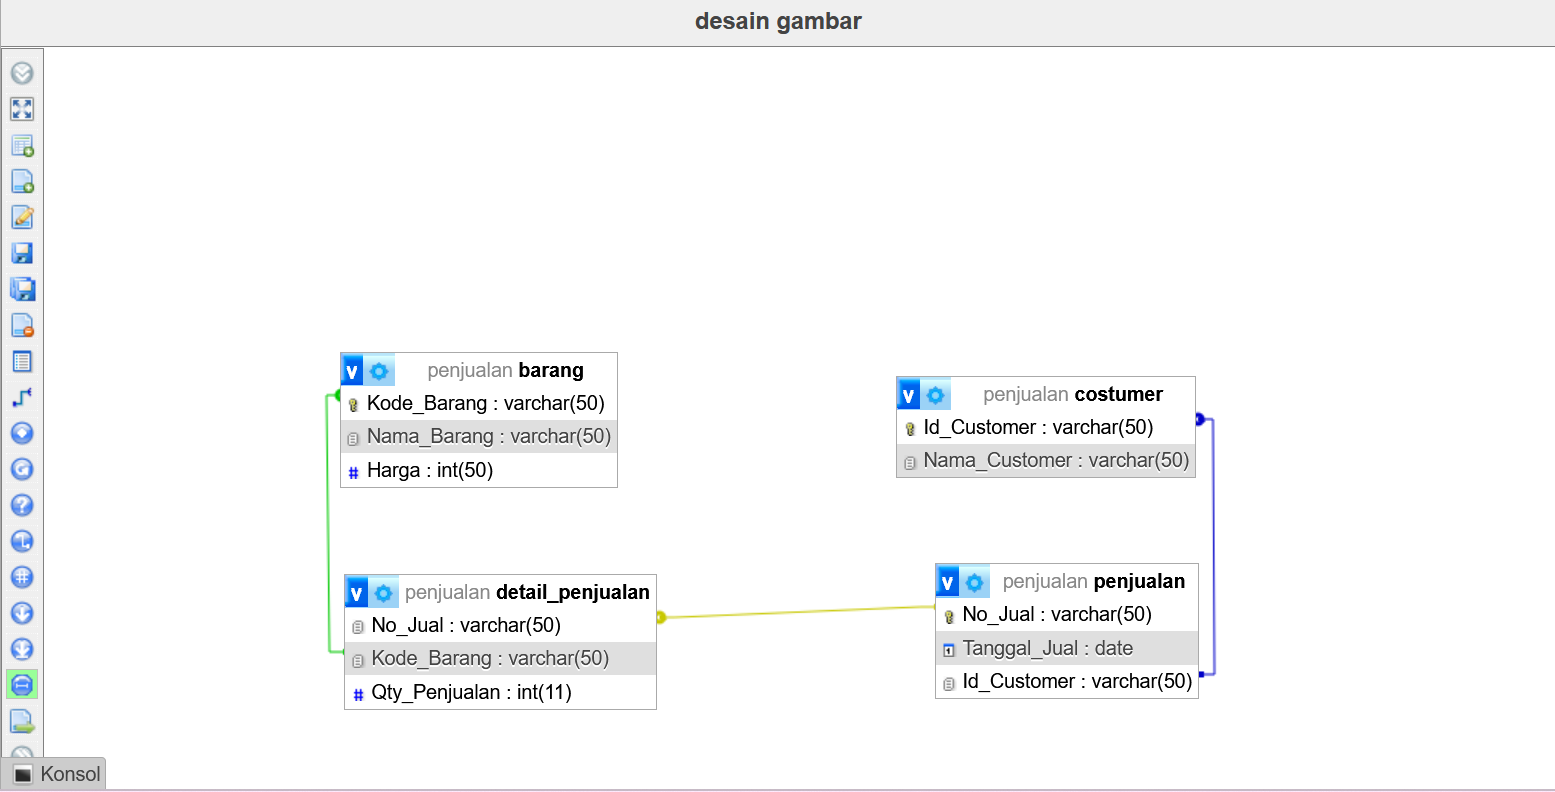 desain gambar
v penjualan barang
Kode_Barang : varchar(50)
Nama_Barang : varchar(50)
# Harga : int(50)
v penjualan costumer
Id_Customer : varchar(50)
Nama_Customer : varchar(50)
v penjualan detail_penjualan
No_Jual : varchar(50)
Kode_Barang : varchar(50)
# Qty_Penjualan : int(11)
v penjualan penjualan
No_Jual : varchar(50)
Tanggal_Jual : date
Id_Customer : varchar(50)
Konsol